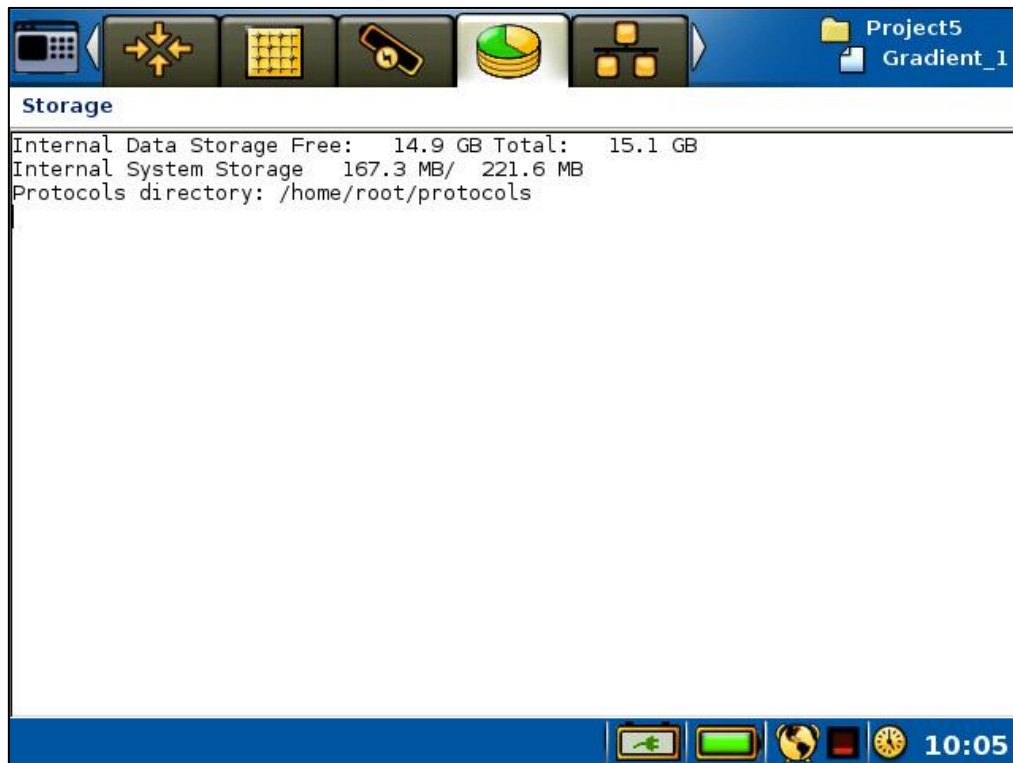 Project5
Gradient_1
Storage
Internal Data Storage Free:   14.9 GB Total:   15.1 GB
Internal System Storage   167.3 MB/  221.6 MB
Protocols directory: /home/root/protocols
10:05